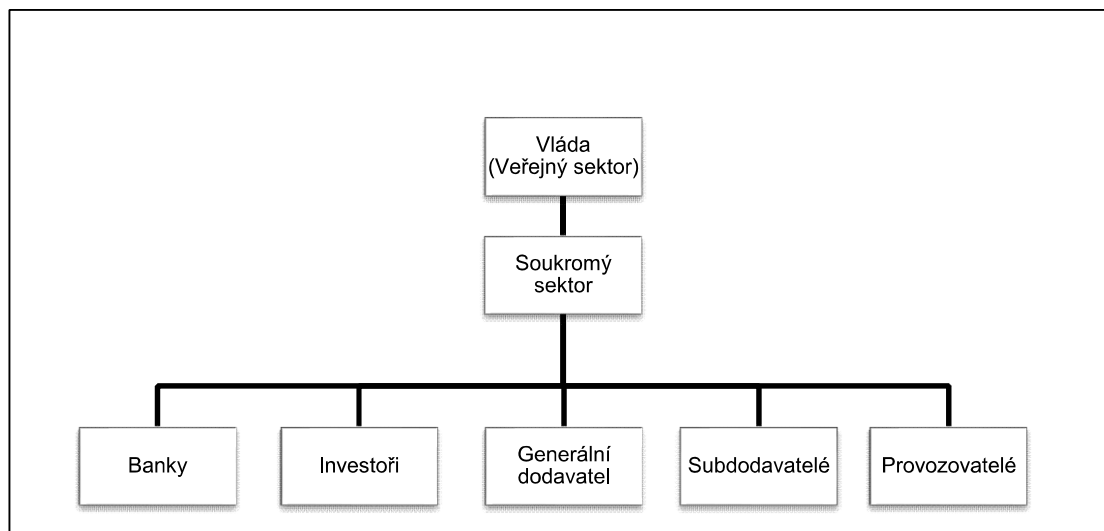 Vláda
(Veřejný sektor)
Soukromý
sektor
Banky
Investoři
Generální
dodavatel
Subdodavatelé
Provozovatelé